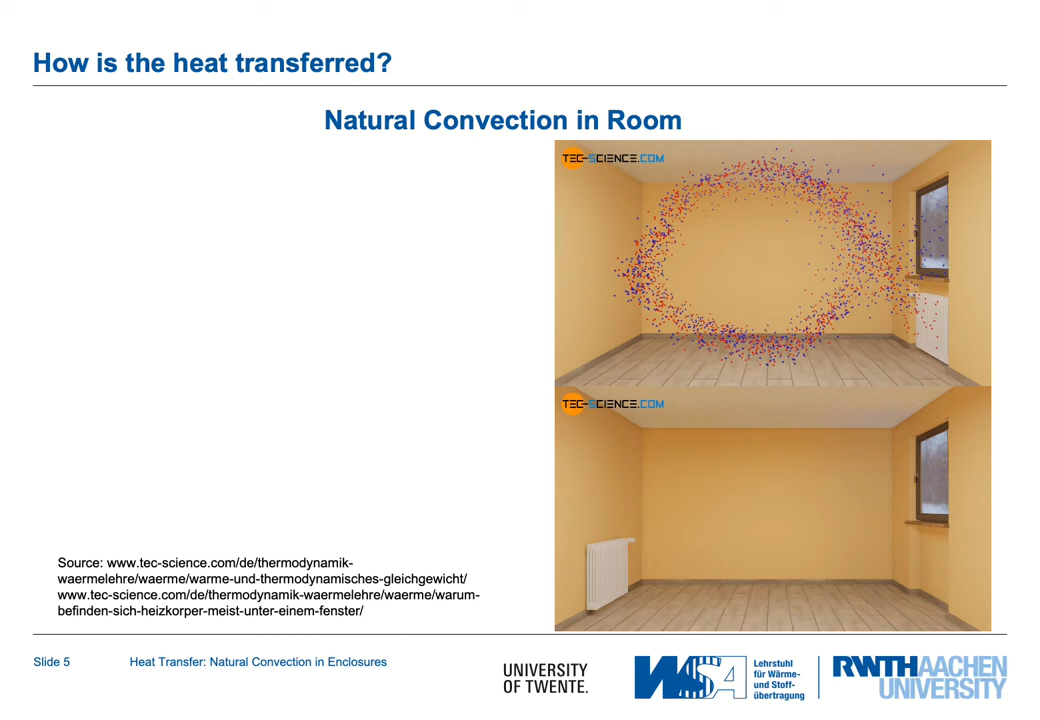 How is the heat transferred?
Natural Convection in Room
TEC-SCIENCE.COM
TEC-SCIENCE.COM
Source: www.tec-science.com/de/thermodynamik-
waermelehre/waerme/warme-und-thermodynamisches-gleichgewicht/
www.tec-science.com/de/thermodynamik-waermelehre/waerme/warum-
befinden-sich-heizkorper-meist-unter-einem-fenster/
Slide 5
Heat Transfer: Natural Convection in Enclosures
UNIVERSITY
OF TWENTE.
WSA
Lehrstuhl
für Wärme-
und Stoff-
übertragung
RWTHAACHEN
UNIVERSITY